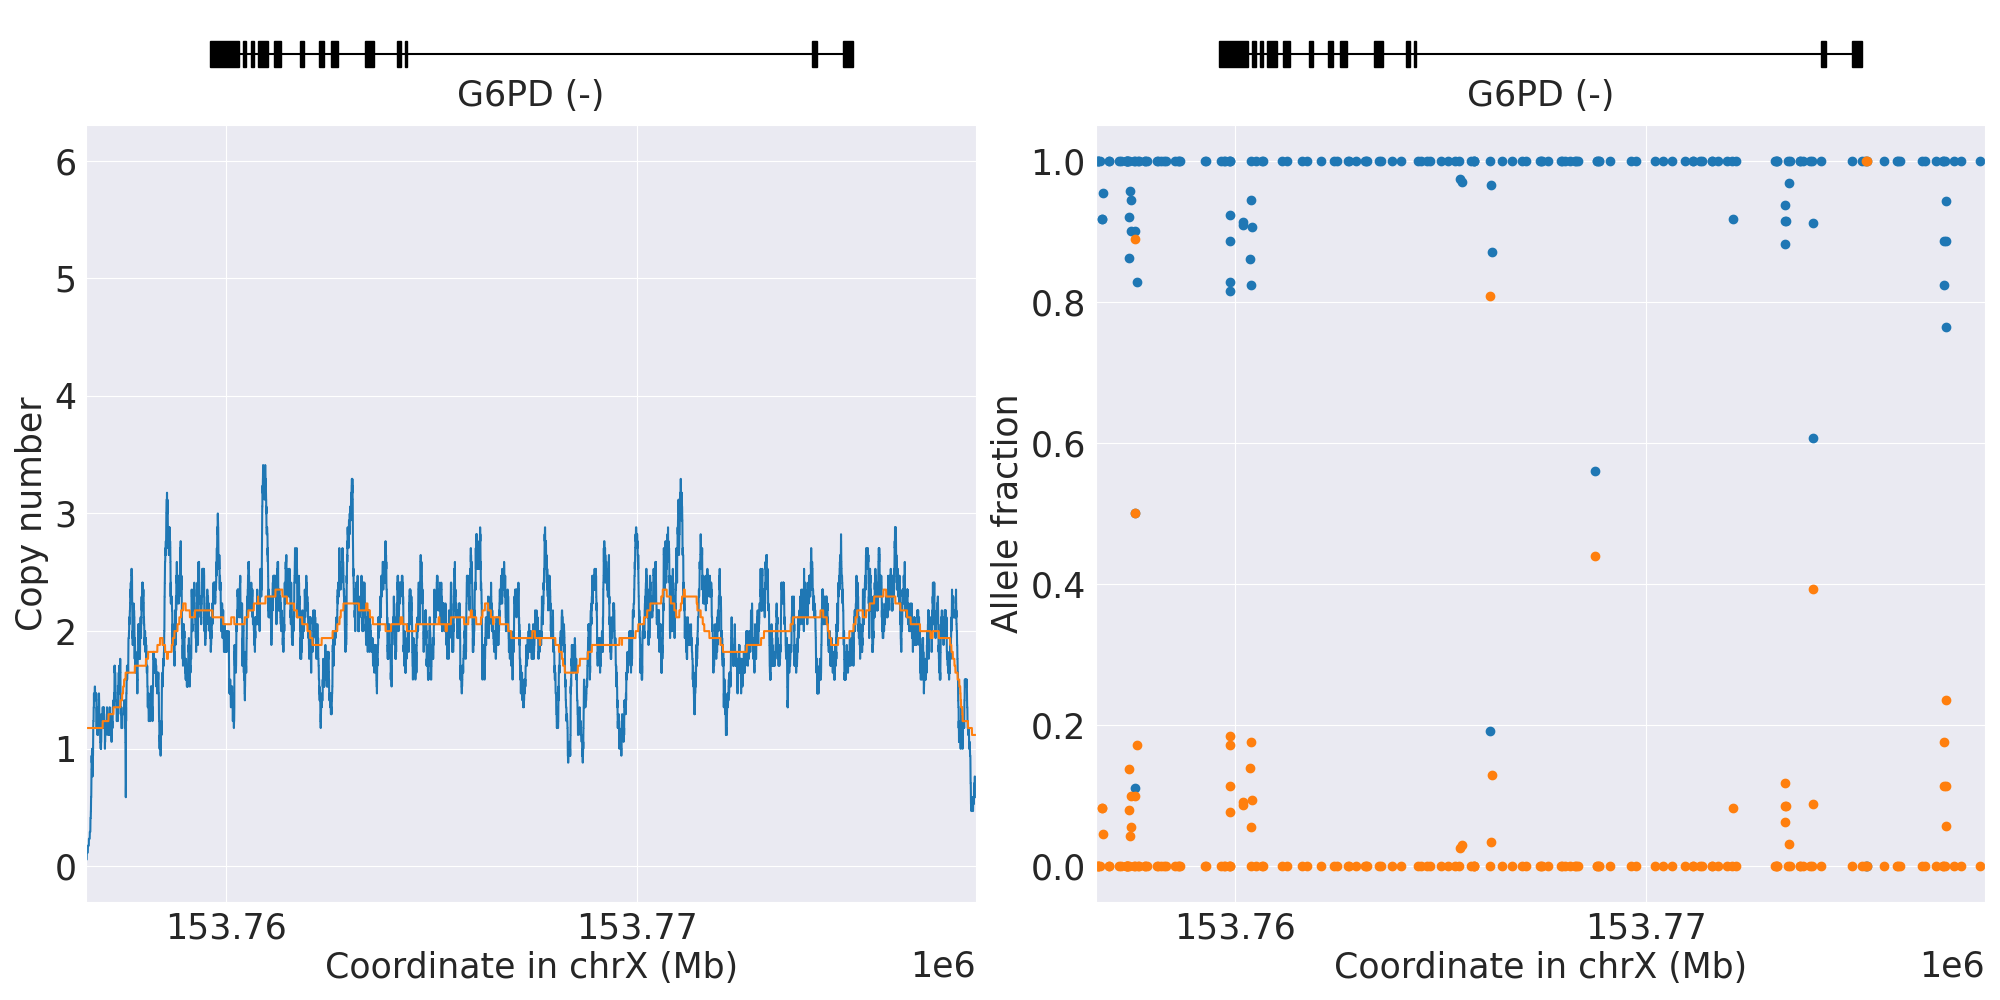 G6PD (-)
6
5
4
3
2
1
0
Copy number
153.76
153.77
Coordinate in chrX (Mb)
1e6
G6PD (-)
1.0
0.8
0.6
0.4
0.2
0.0
Allele fraction
153.76
153.77
Coordinate in chrX (Mb)
1e6